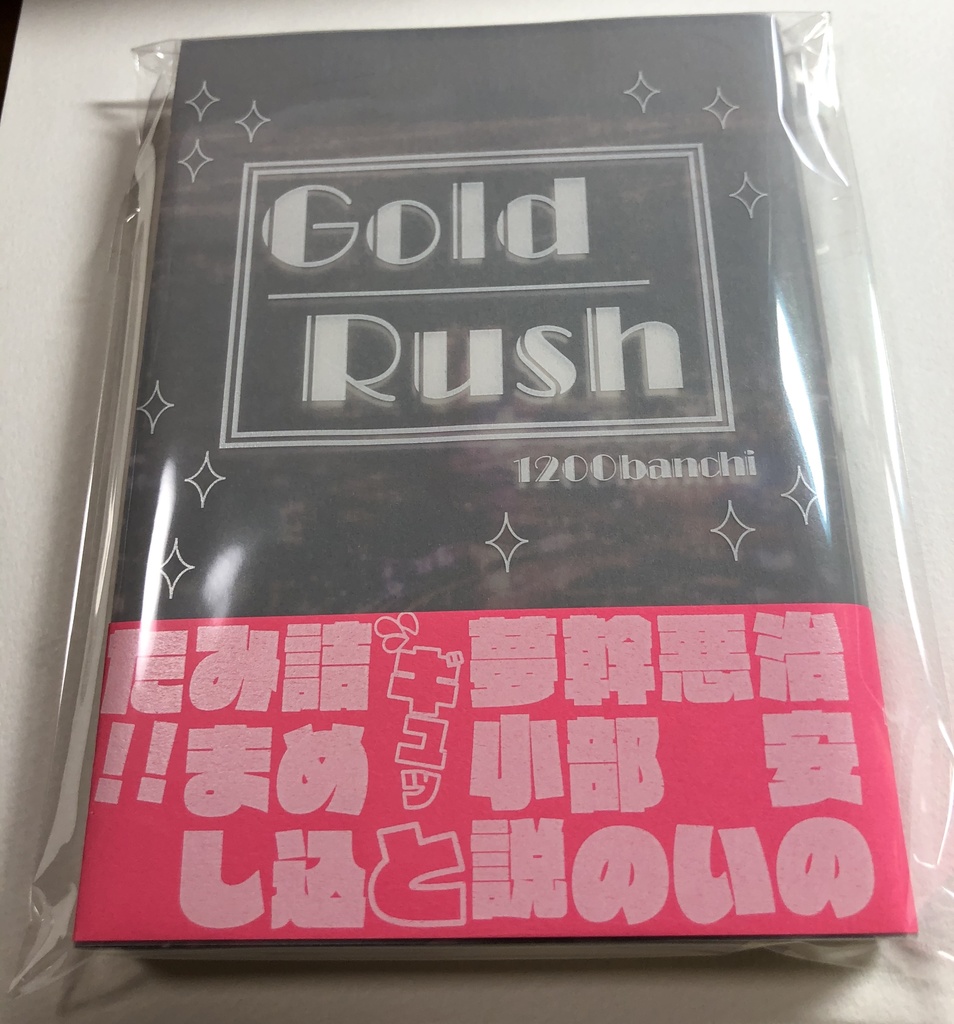 Gold
Rush
1200banchi
治安の
悪い
幹部の
夢小説
ギュッと
詰め込
みまし
た!!